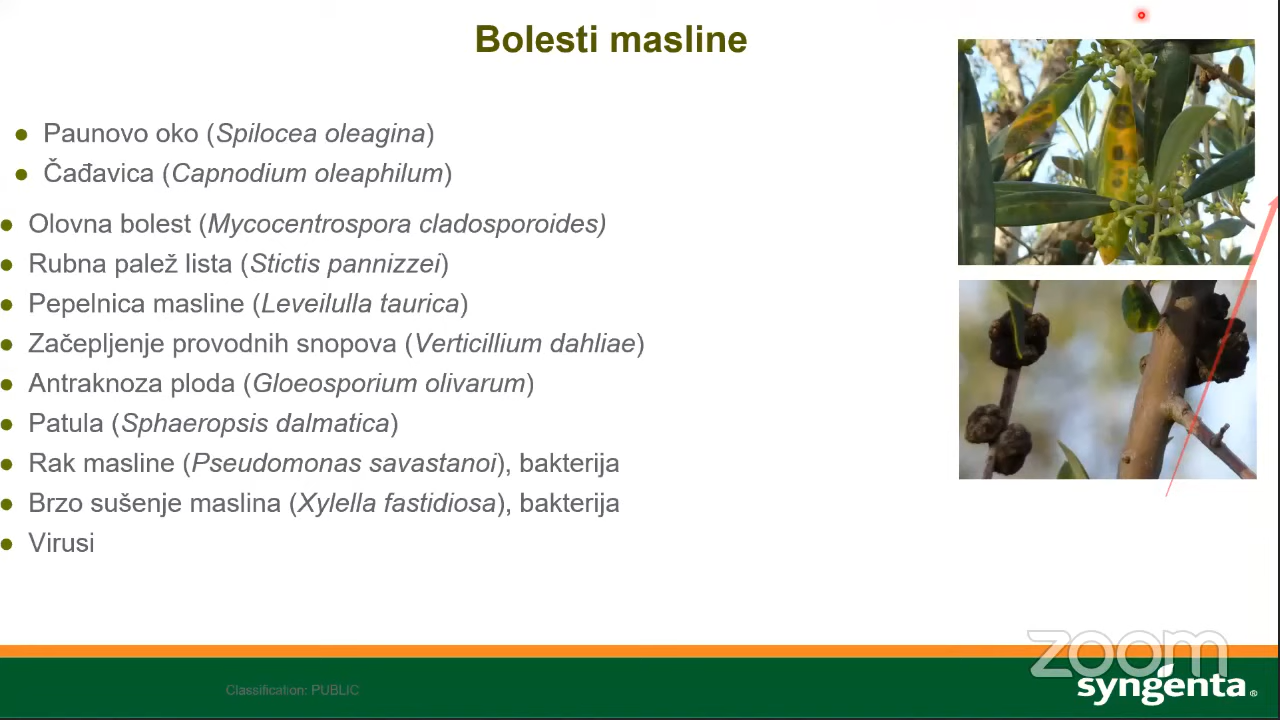 Bolesti masline
● Paunovo oko (Spilocea oleagina)
● Čađavica (Capnodium oleaphilum)
● Olovna bolest (Mycocentrospora cladosporoides)
● Rubna palež lista (Stictis pannizzei)
● Pepelnica masline (Leveilulla taurica)
● Začepljenje provodnih snopova (Verticillium dahliae)
● Antraknoza ploda (Gloeosporium olivarum)
● Patula (Sphaeropsis dalmatica)
● Rak masline (Pseudomonas savastanoi), bakterija
● Brzo sušenje maslina (Xylella fastidiosa), bakterija
● Virusi
zoom
Classification: PUBLIC
syngenta®